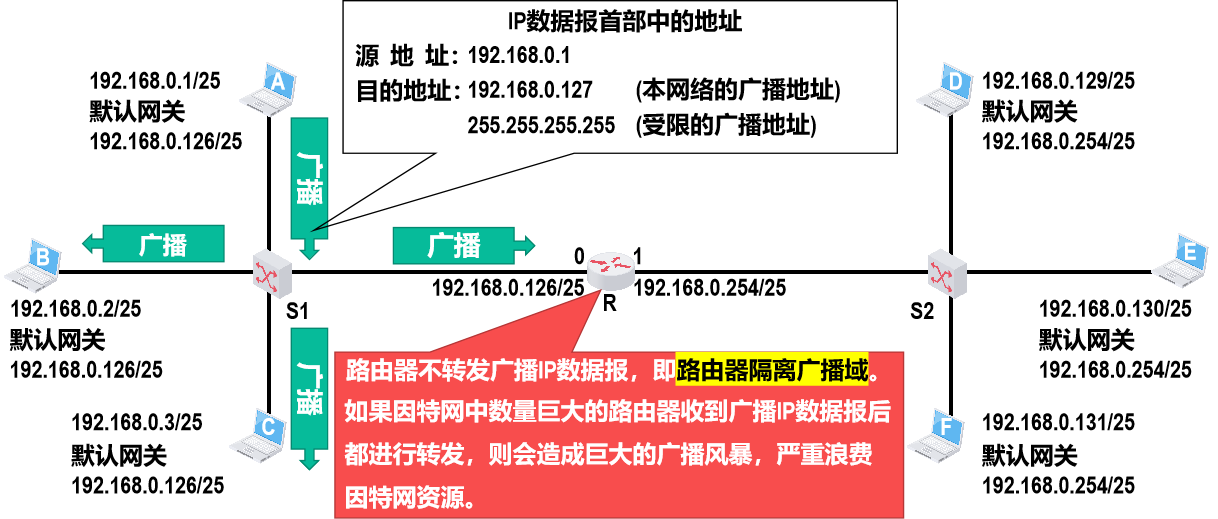 IP数据报首部中的地址
源 地 址：192.168.0.1
目的地址：192.168.0.127 (本网络的广播地址)
255.255.255.255 (受限的广播地址)
192.168.0.1/25
默认网关
192.168.0.126/25
A
D
192.168.0.129/25
默认网关
192.168.0.254/25
广播
广播
广播
B
192.168.0.2/25
默认网关
192.168.0.126/25
S1
0
1
192.168.0.126/25
192.168.0.254/25
R
S2
E
192.168.0.130/25
默认网关
192.168.0.254/25
广播
路由器不转发广播IP数据报，即路由器隔离广播域。
如果因特网中数量巨大的路由器收到广播IP数据报后
都进行转发，则会造成巨大的广播风暴，严重浪费
因特网资源。
192.168.0.3/25
默认网关
192.168.0.126/25
C
F
192.168.0.131/25
默认网关
192.168.0.254/25